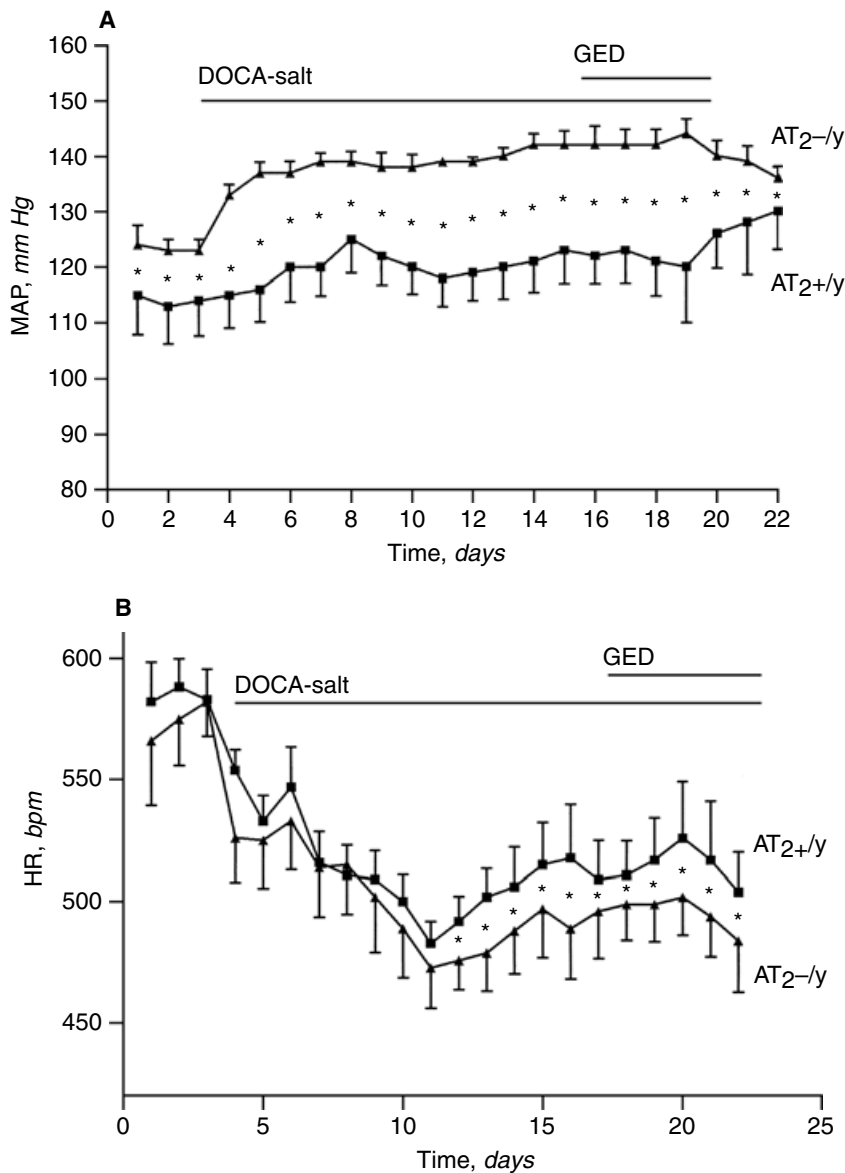 A
160
GED
DOCA-salt
150
AT2–/y
140
130
* * * * * * * * * * * * * * * * * * * * * *
120
AT2+/y
110
100
90
80
MAP, mm Hg
0 2 4 6 8 10 12 14 16 18 20 22
Time, days
B
600
GED
DOCA-salt
550
AT2+/y
500
* * * * * * * * * * *
AT2–/y
450
HR, bpm
0 5 10 15 20 25
Time, days